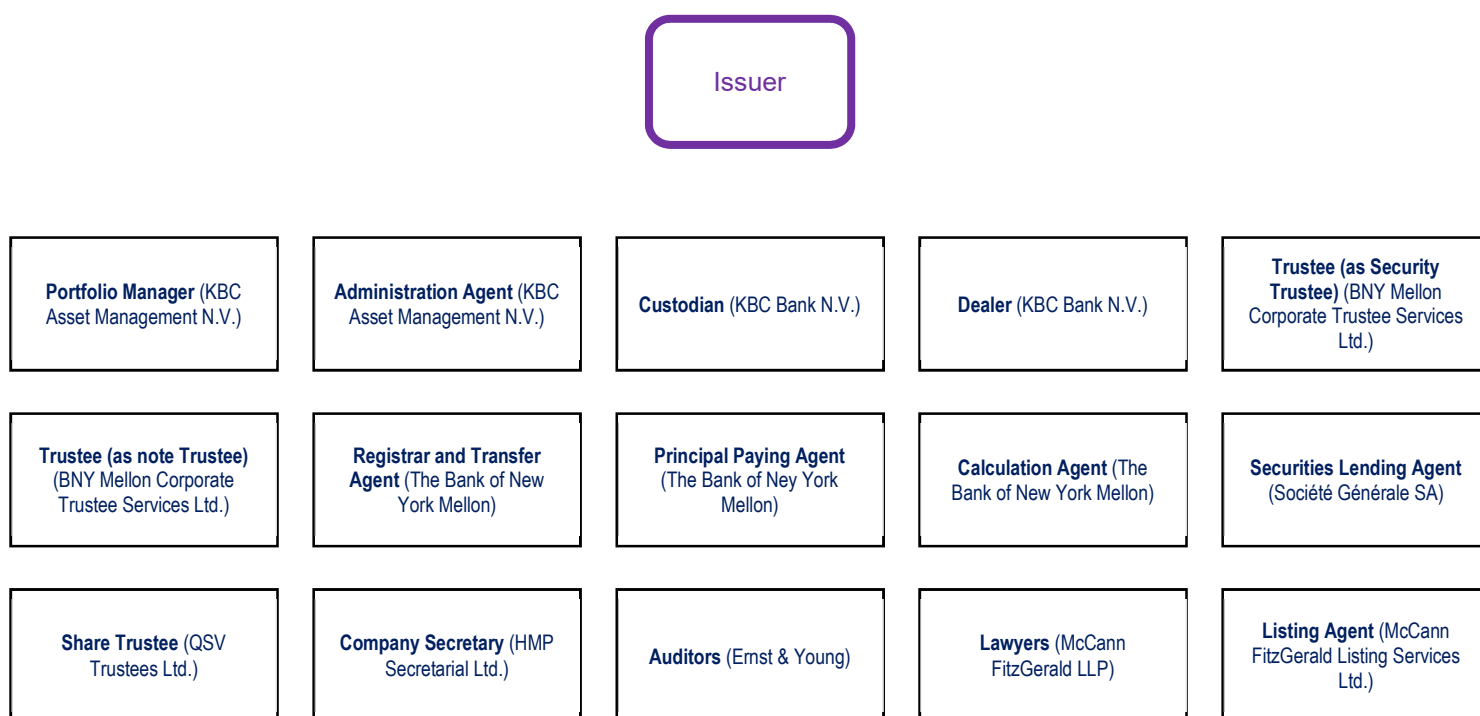 Issuer
Portfolio Manager (KBC
Asset Management N.V.)
Administration Agent (KBC
Asset Management N.V.)
Custodian (KBC Bank N.V.)
Dealer (KBC Bank N.V.)
Trustee (as Security
Trustee) (BNY Mellon
Corporate Trustee Services
Ltd.)
Trustee (as note Trustee)
(BNY Mellon Corporate
Trustee Services Ltd.)
Registrar and Transfer
Agent (The Bank of New
York Mellon)
Principal Paying Agent
(The Bank of Ney York
Mellon)
Calculation Agent (The
Bank of New York Mellon)
Securities Lending Agent
(Société Générale SA)
Share Trustee (QSV
Trustees Ltd.)
Company Secretary (HMP
Secretarial Ltd.)
Auditors (Ernst & Young)
Lawyers (McCann
FitzGerald LLP)
Listing Agent (McCann
FitzGerald Listing Services
Ltd.)